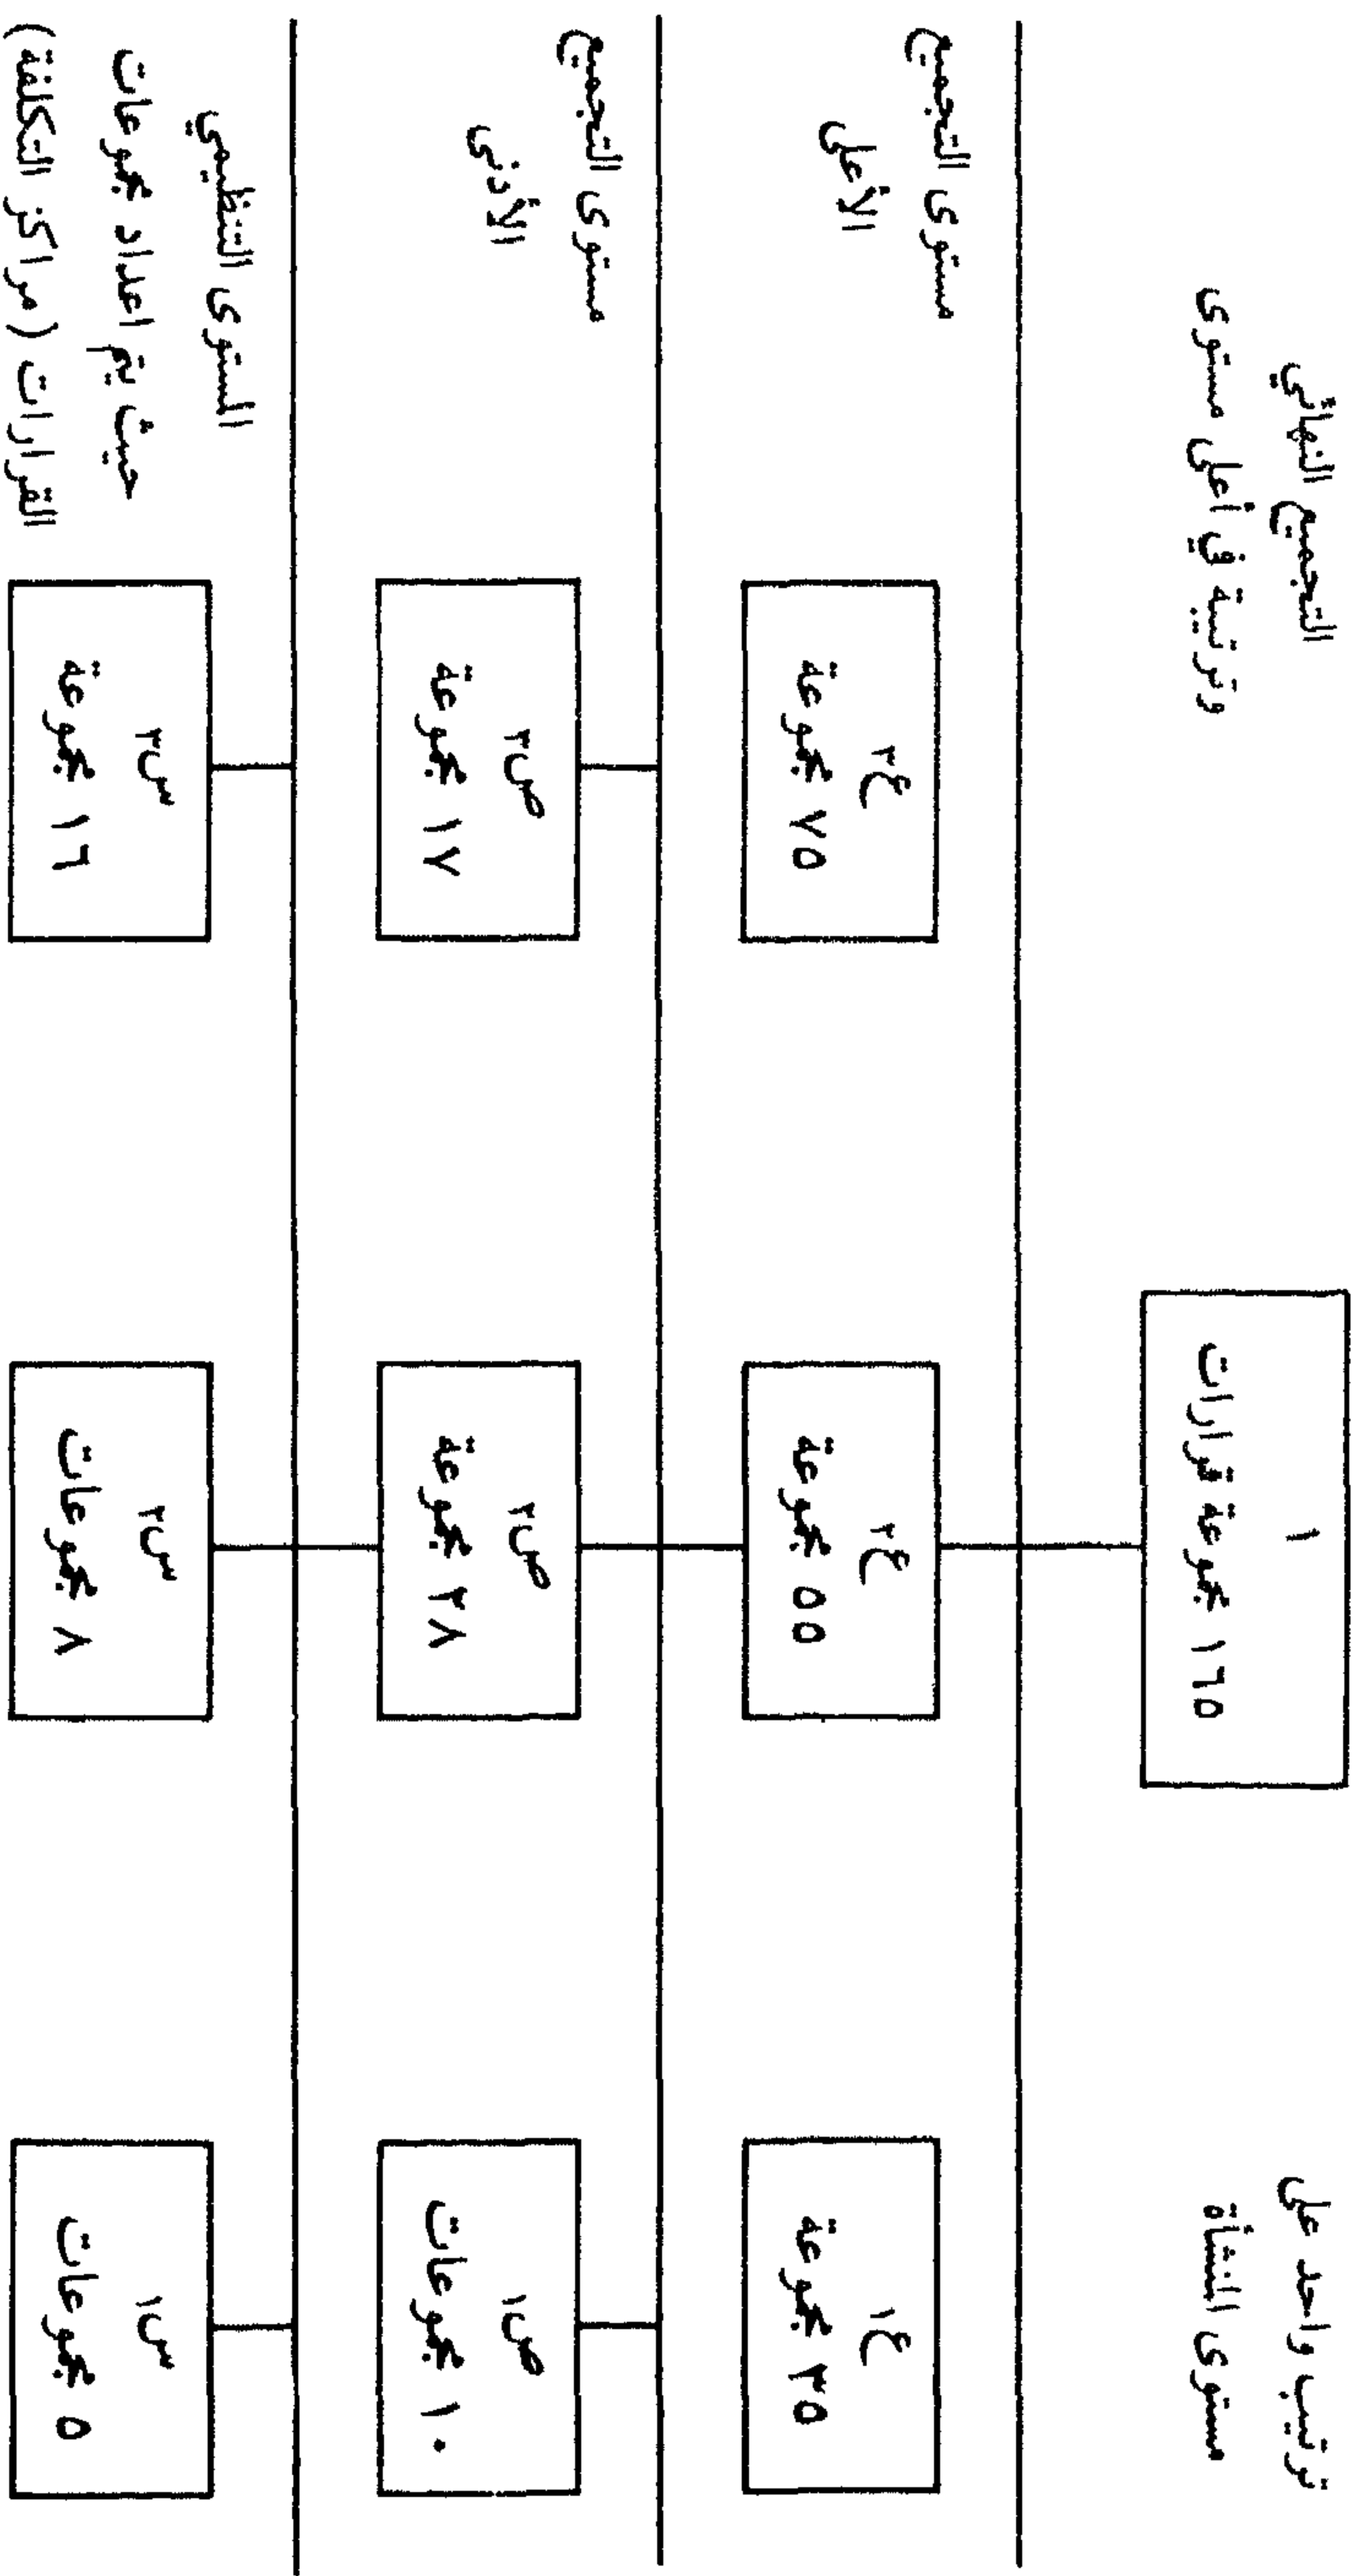 ترتيب واحد على
مستوى المنشأة
١
١٦٥ مجموعة قرارات
التجميع النهائي
وترتيبة في أعلى مستوى
ع١
٣٥ مجموعة
ع٢
٥٥ مجموعة
ع٣
٧٥ مجموعة
مستوى التجميع
الأعلى
ص١
١٠ مجموعات
ص٢
٢٨ مجموعة
ص٣
١٧ مجموعة
مستوى التجميع
الأدنى
س١
٥ مجموعات
س٢
٨ مجموعات
س٣
١٦ مجموعة
المستوى التنظيمي
حيث يتم اعداد مجموعات
القرارات (مراكز التكلفة)